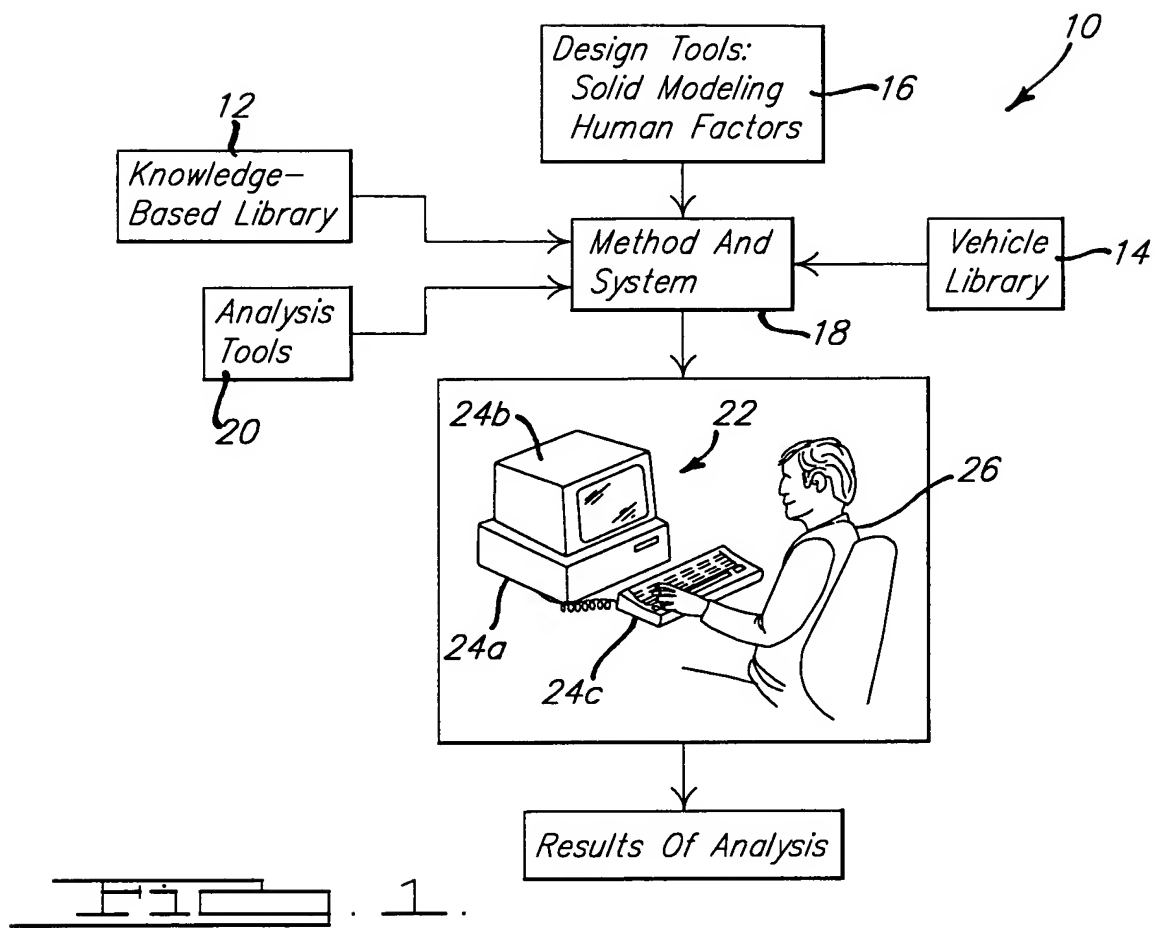 10
Design Tools:
Solid Modeling
Human Factors
16
12
Knowledge-
Based Library
Method And
System
18
Vehicle
Library
14
Analysis
Tools
20
24b
22
26
24a
24c
Results Of Analysis
Fig. 1.